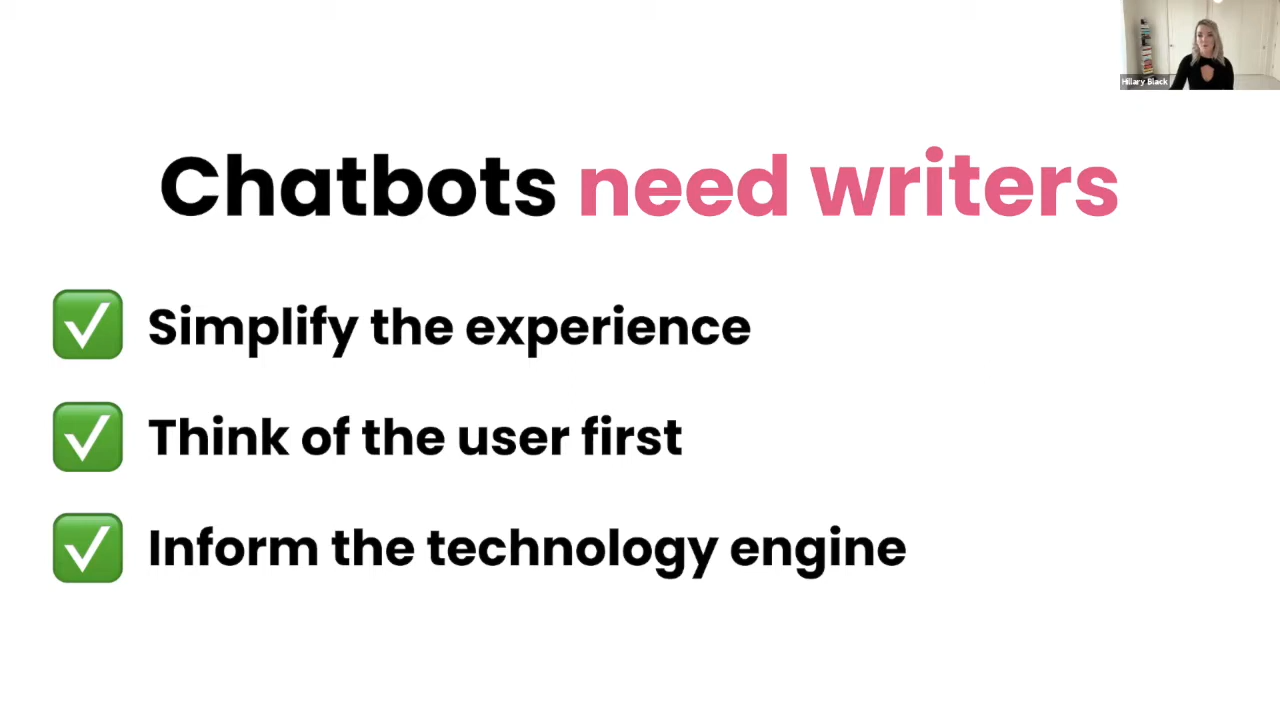 Hillary Black
Chatbots need writers
Simplify the experience
Think of the user first
Inform the technology engine